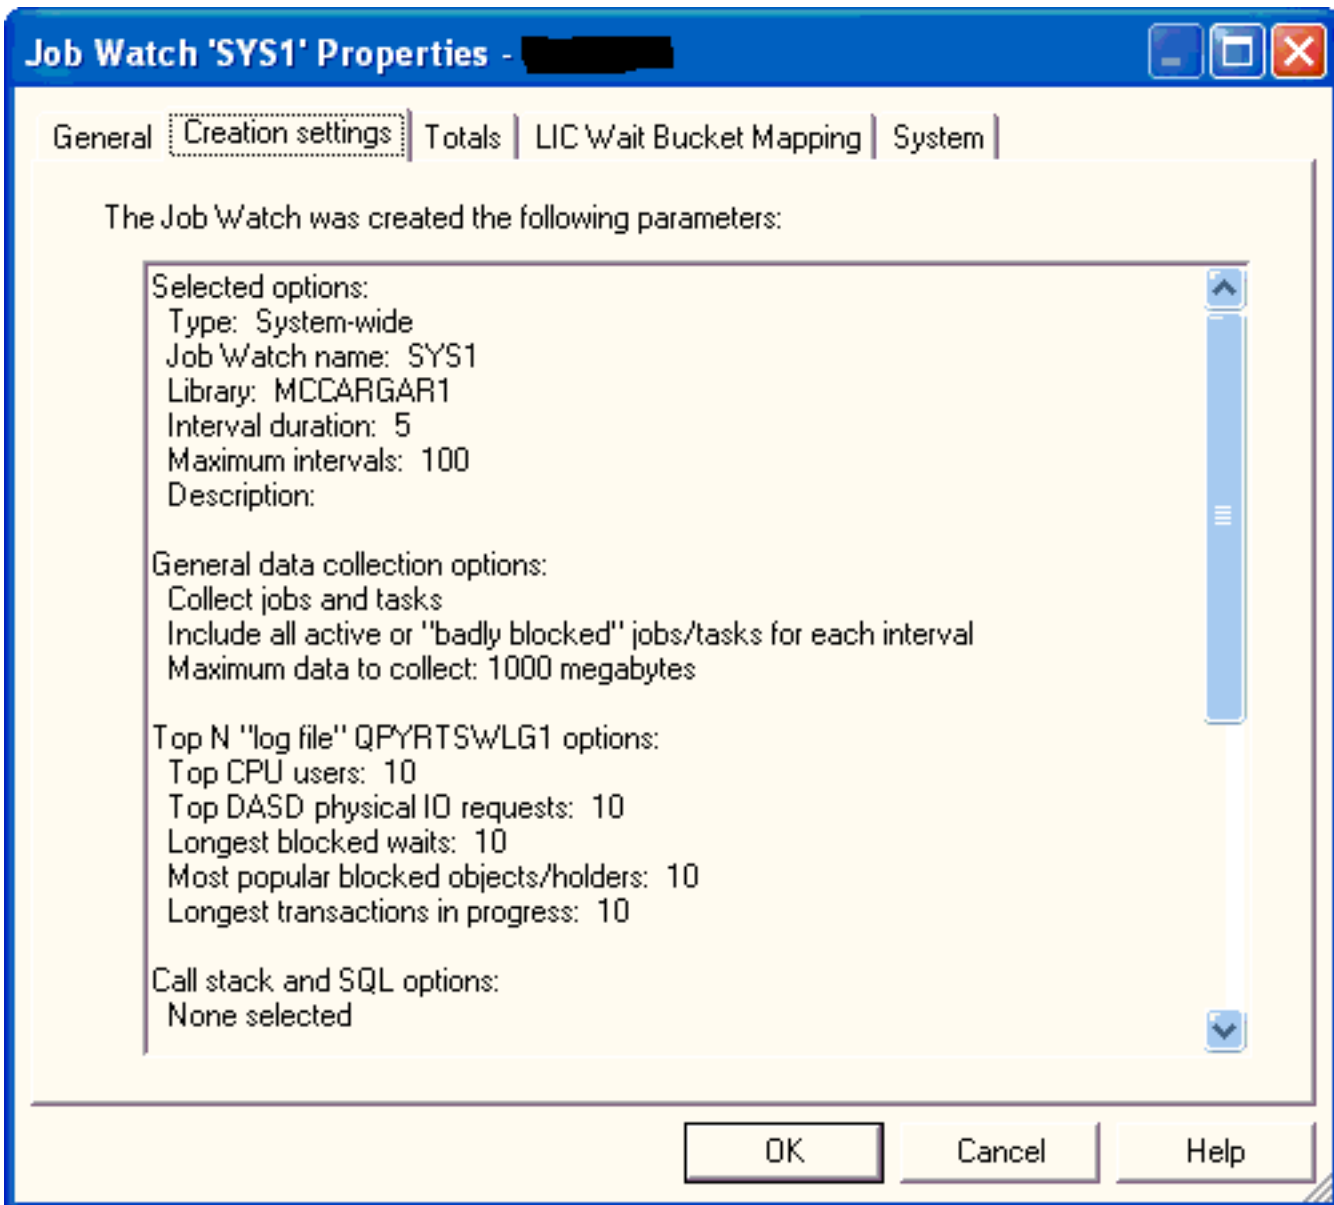 Job Watch 'SYS1' Properties -
General Creation settings Totals LIC Wait Bucket Mapping System
The Job Watch was created the following parameters:
Selected options:
Type: System-wide
Job Watch name: SYS1
Library: MCCARGAR1
Interval duration: 5
Maximum intervals: 100
Description:
General data collection options:
Collect jobs and tasks
Include all active or "badly blocked" jobs/tasks for each interval
Maximum data to collect: 1000 megabytes
Top N "log file" QPYRTSWLG1 options:
Top CPU users: 10
Top DASD physical IO requests: 10
Longest blocked waits: 10
Most popular blocked objects/holders: 10
Longest transactions in progress: 10
Call stack and SQL options:
None selected
OK Cancel Help